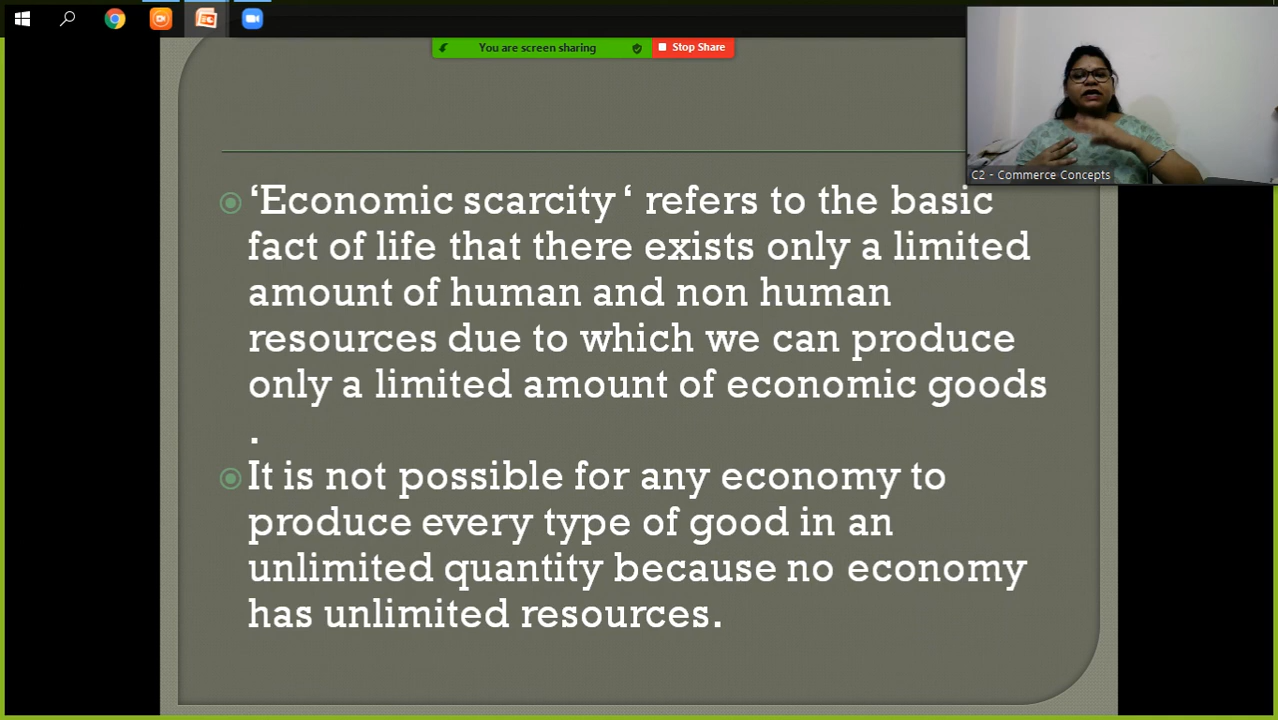 You are screen sharing
Stop Share
C2 - Commerce Concepts
‘Economic scarcity ‘ refers to the basic
fact of life that there exists only a limited
amount of human and non human
resources due to which we can produce
only a limited amount of economic goods
.
It is not possible for any economy to
produce every type of good in an
unlimited quantity because no economy
has unlimited resources.